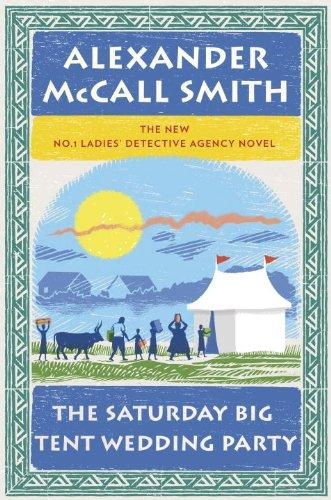 ALEXANDER
McCALL SMITH
THE NEW
NO.1 LADIES' DETECTIVE AGENCY NOVEL
THE SATURDAY BIG
TENT WEDDING PARTY